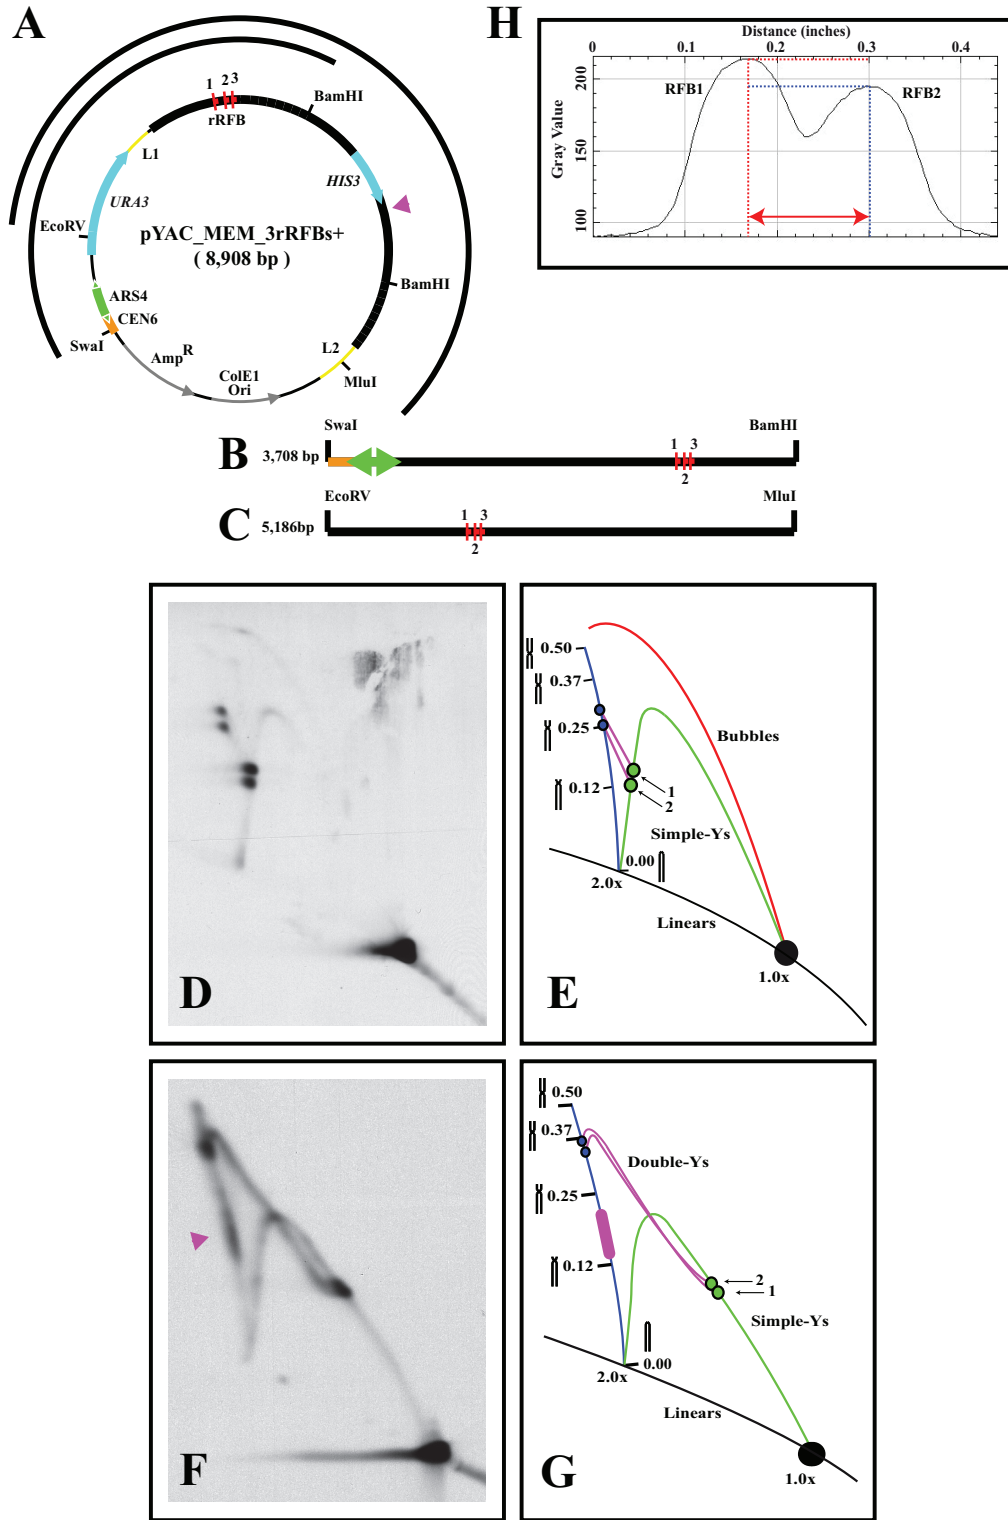 A
1 2 3
rRFB
BamHI
L1
HIS3
URA3
EcoRV
pYAC_MEM_3rRFBs+
( 8,908 bp )
BamHI
ARS4
CEN6
SwaI
AmpR
ColE1
Ori
L2
MluI
H
Distance (inches)
0 0.1 0.2 0.3 0.4
Gray Value
200
150
100
RFB1
RFB2
B
SwaI
BamHI
3,708 bp
1 3
2
C
EcoRV
MluI
5,186bp
1 3
2
D
E
0.50
0.37
0.25
0.12
0.00
2.0x
Bubbles
1
2
Simple-Ys
Linears
1.0x
F
G
0.50
0.37
0.25
0.12
0.00
2.0x
Double-Ys
2
1
Simple-Ys
Linears
1.0x